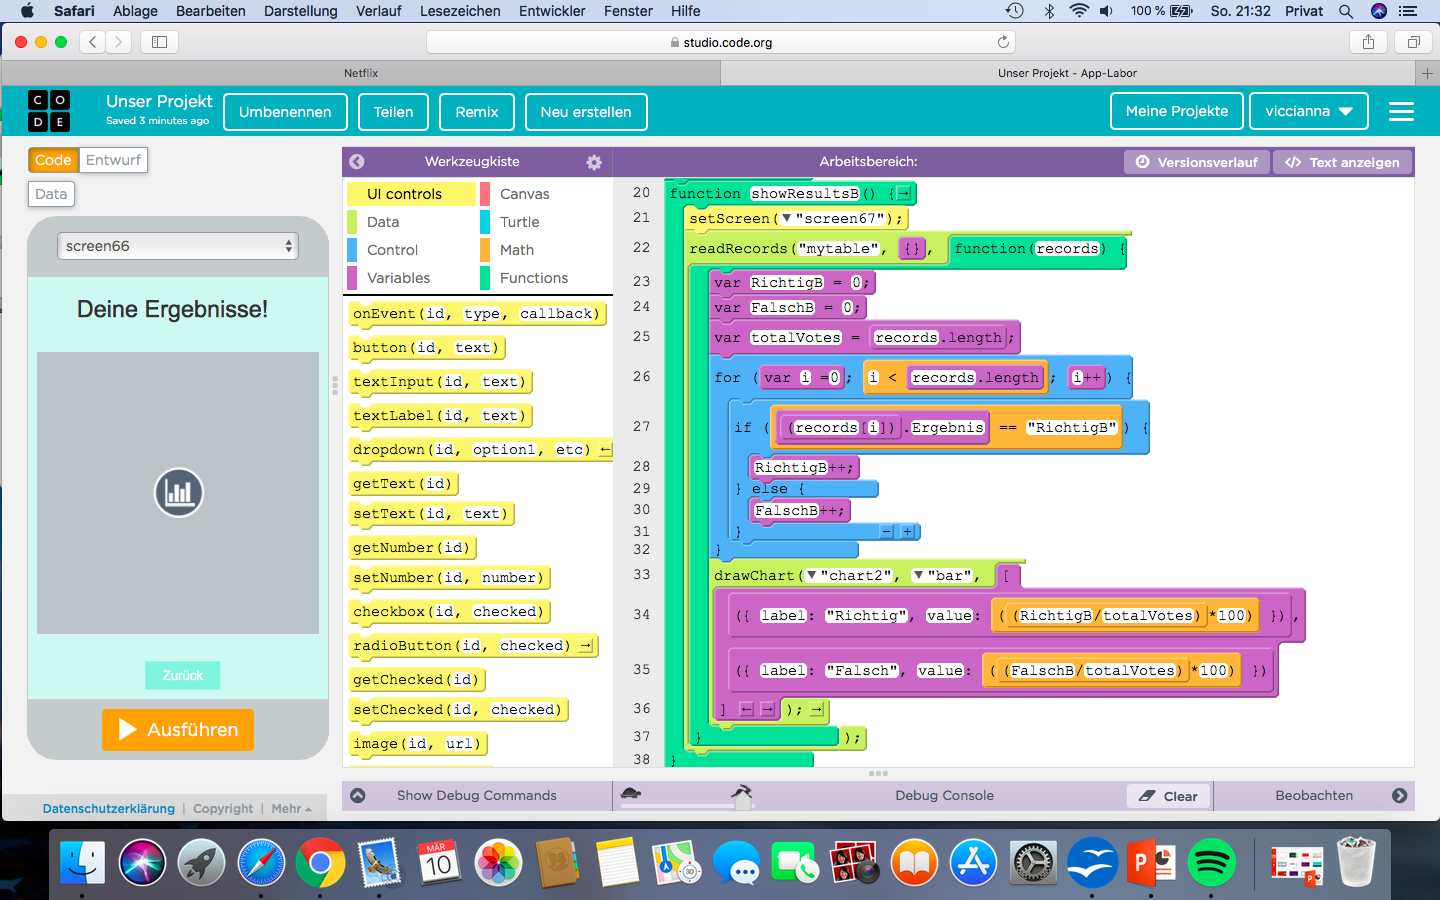 Safari Ablage Bearbeiten Darstellung Verlauf Lesezeichen Entwickler Fenster Hilfe 100 % So. 21:32 Privat
studio.code.org
Netflix
Unser Projekt - App-Labor
CODE
Unser Projekt
Saved 3 minutes ago
Umbenennen Teilen Remix Neu erstellen
Meine Projekte viccianna
Code Entwurf
Data
screen66
Deine Ergebnisse!
Zurück
Ausführen
Datenschutzerklärung | Copyright | Mehr
Werkzeugkiste
UI controls Canvas
Data Turtle
Control Math
Variables Functions
onEvent(id, type, callback)
button(id, text)
textInput(id, text)
textLabel(id, text)
dropdown(id, option1, etc) ←
getText(id)
setText(id, text)
getNumber(id)
setNumber(id, number)
checkbox(id, checked)
radioButton(id, checked) →
getChecked(id)
setChecked(id, checked)
image(id, url)
Arbeitsbereich: Versionsverlauf </> Text anzeigen
20 function showResultsB() { →
21 setScreen(▼"screen67");
22 readRecords("mytable", {}, function(records) {
23 var RichtigB = 0;
24 var FalschB = 0;
25 var totalVotes = records.length;
26 for (var i =0; i < records.length; i++) {
27 if ((records[i]).Ergebnis == "RichtigB") {
28 RichtigB++;
29 } else {
30 FalschB++;
31 } - +
32 }
33 drawChart(▼"chart2", ▼"bar", [
34 ({ label: "Richtig", value: ((RichtigB/totalVotes)*100) }),
35 ({ label: "Falsch", value: ((FalschB/totalVotes)*100) })
36 ] ← → ); →
37 } );
38 }
Show Debug Commands
Debug Console
Clear
Beobachten
MÄR
10
3D
P
P